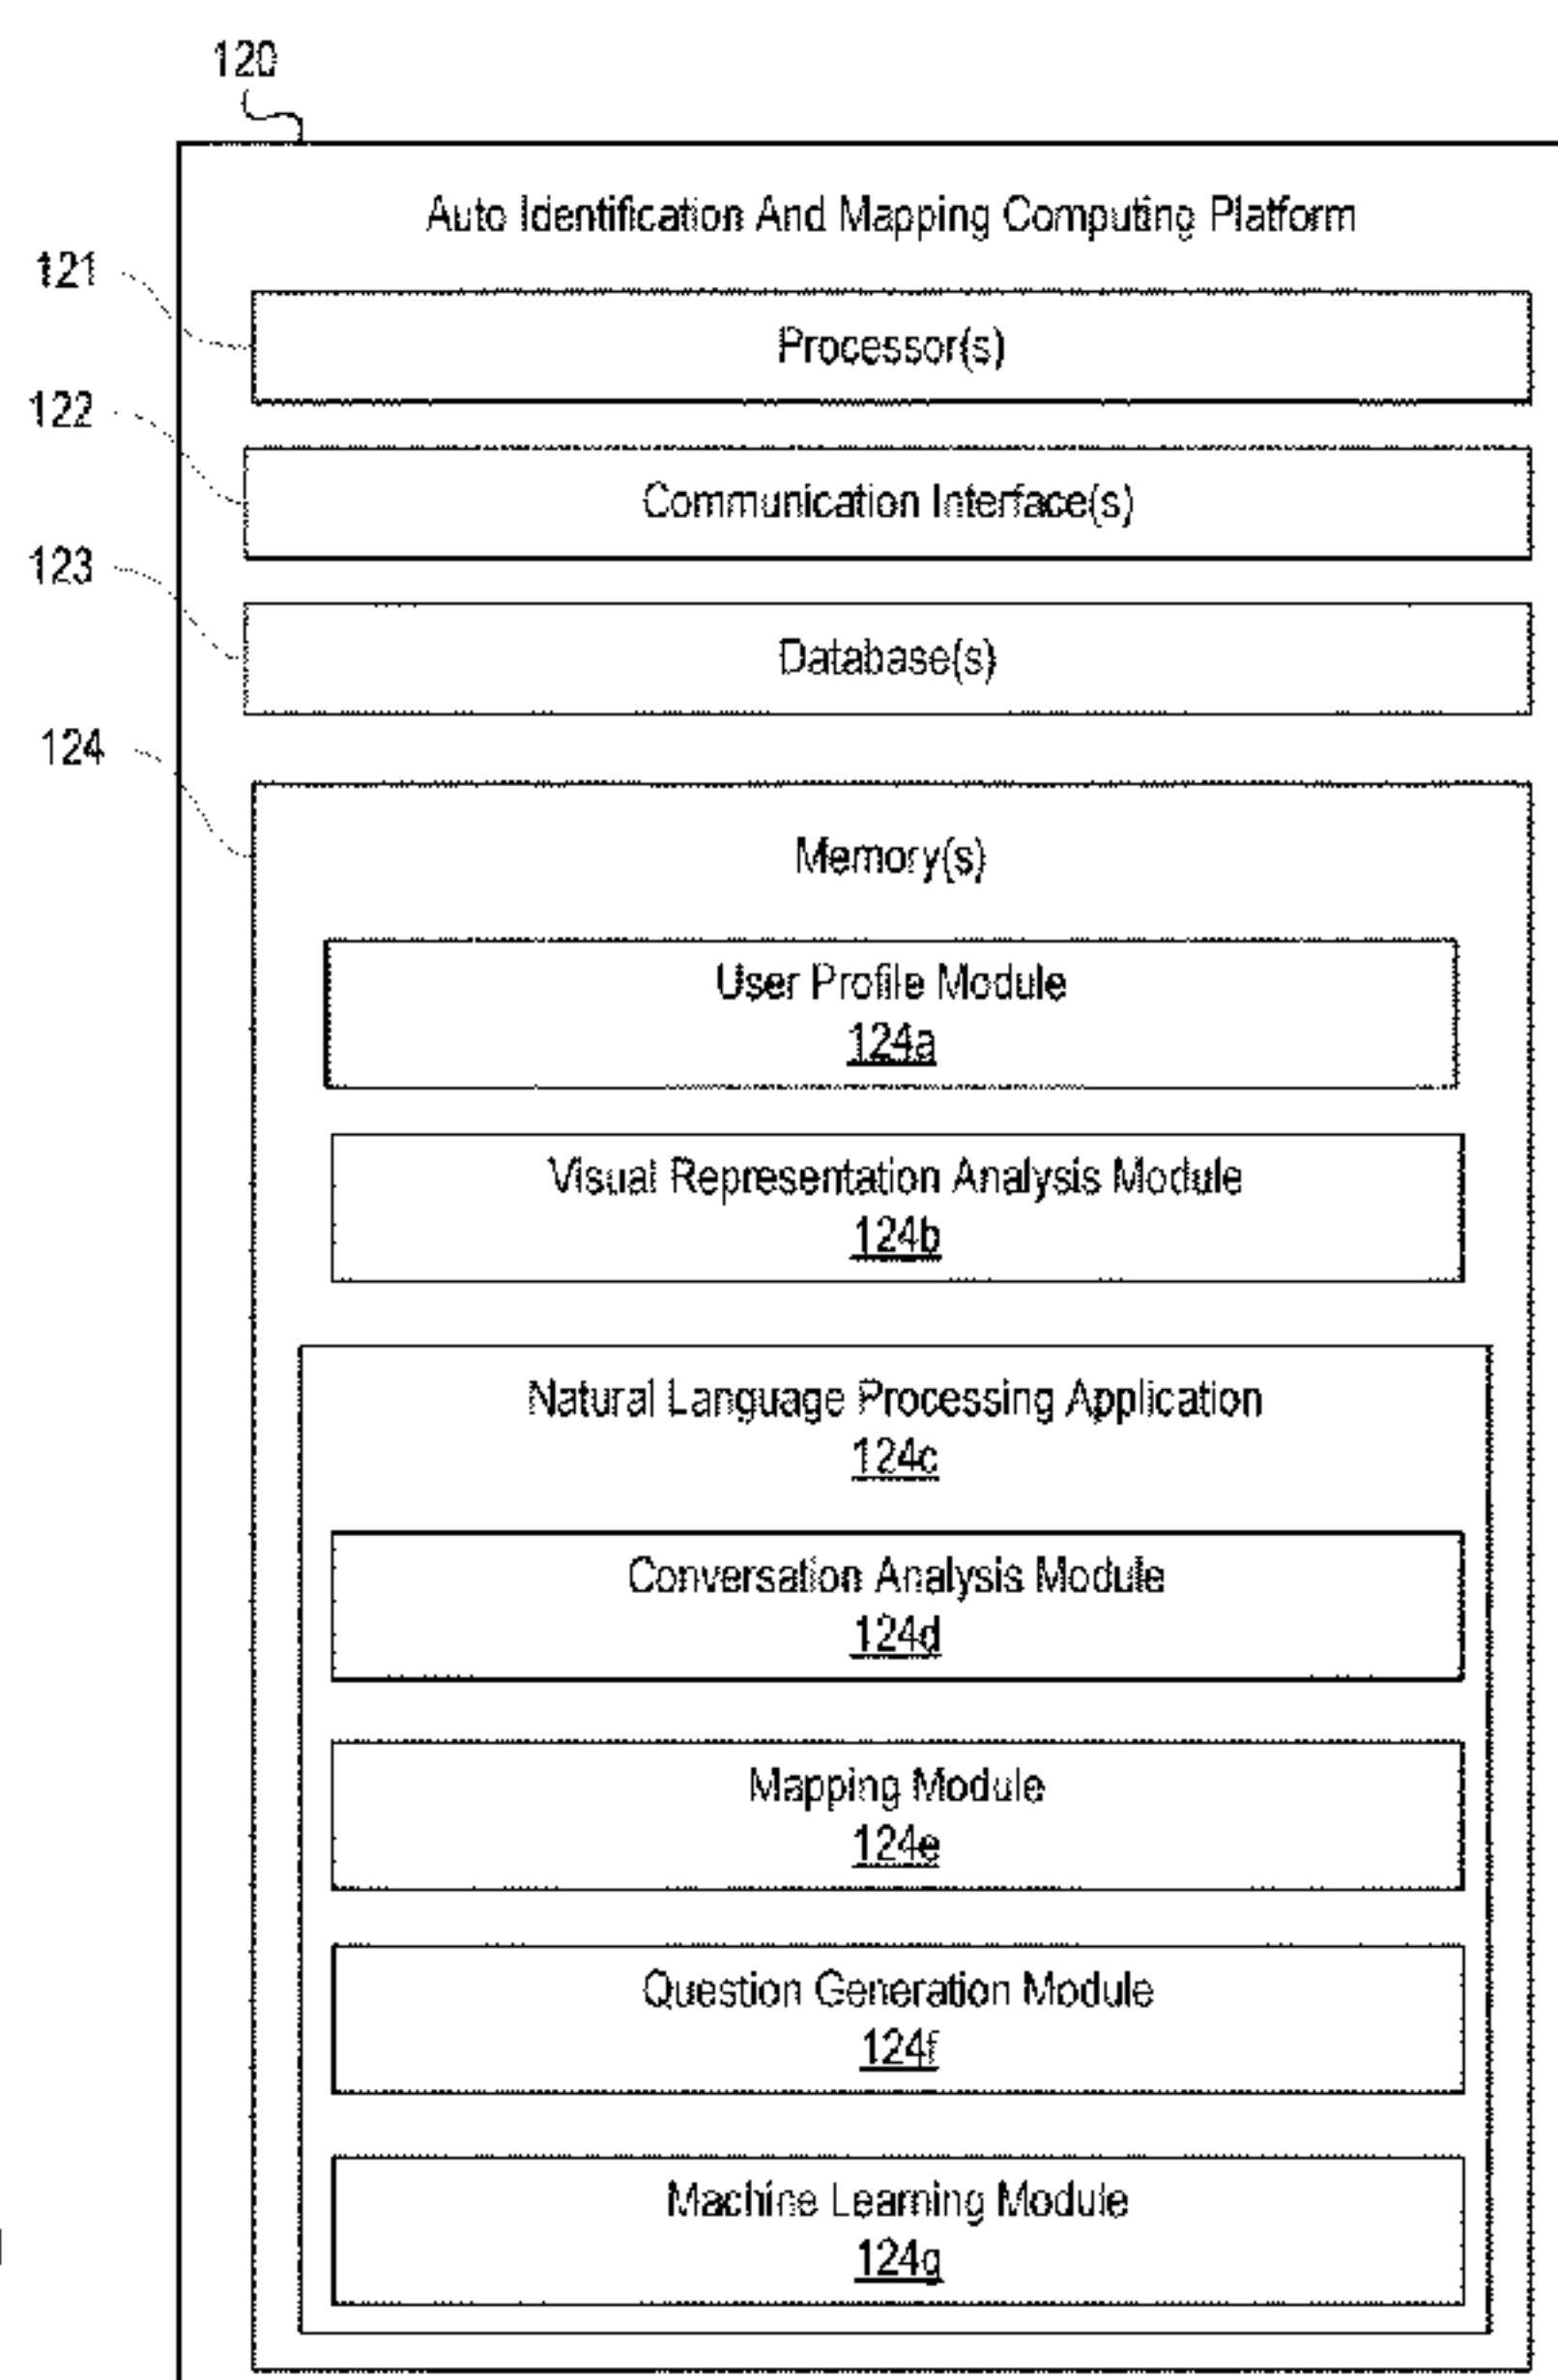 120
Auto Identification And Mapping Computing Platform
121
Processor(s)
122
Communication Interface(s)
123
Database(s)
124
Memory(s)
User Profile Module
124a
Visual Representation Analysis Module
124b
Natural Language Processing Application
124c
Conversation Analysis Module
124d
Mapping Module
124e
Question Generation Module
124f
Machine Learning Module
124g